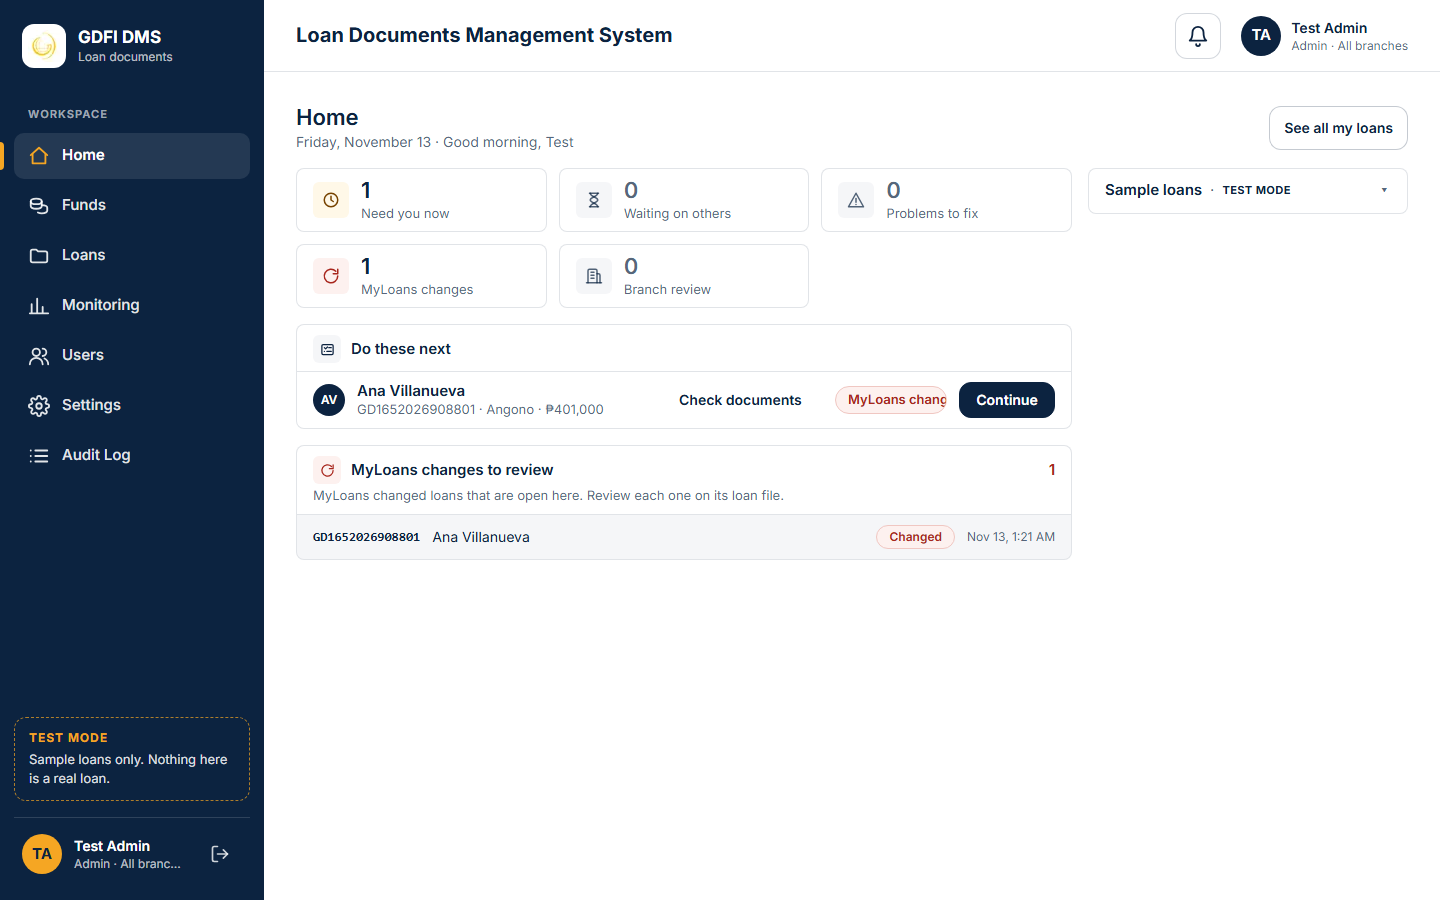 GDFI DMS
Loan documents
WORKSPACE
Home
Funds
Loans
Monitoring
Users
Settings
Audit Log
TEST MODE
Sample loans only. Nothing here
is a real loan.
TA
Test Admin
Admin · All branc...
Loan Documents Management System
TA
Test Admin
Admin · All branches
Home
Friday, November 13 · Good morning, Test
See all my loans
1
Need you now
0
Waiting on others
0
Problems to fix
1
MyLoans changes
0
Branch review
Sample loans · TEST MODE
Do these next
AV
Ana Villanueva
GD1652026908801 · Angono · ₱401,000
Check documents
MyLoans chang
Continue
MyLoans changes to review
1
MyLoans changed loans that are open here. Review each one on its loan file.
GD1652026908801 Ana Villanueva
Changed
Nov 13, 1:21 AM